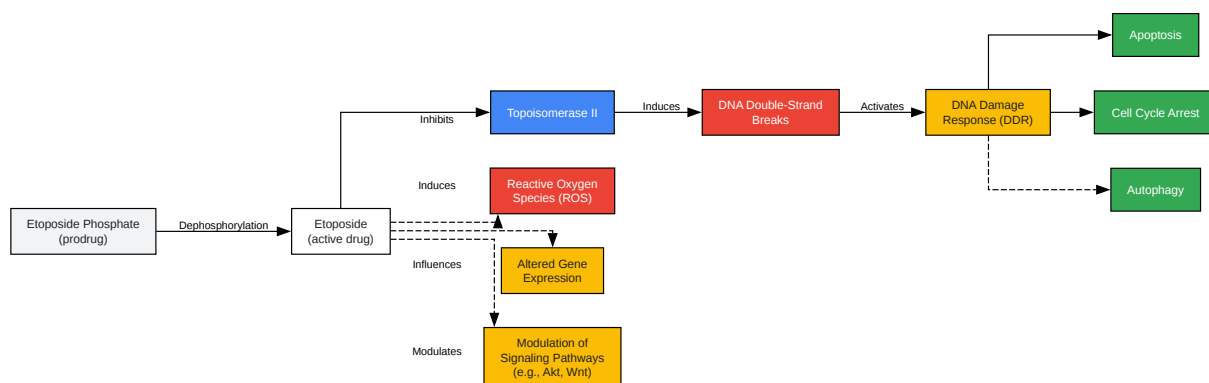 Apoptosis
Inhibits
Topoisomerase II
Induces
DNA Double-Strand
Breaks
Activates
DNA Damage
Response (DDR)
Cell Cycle Arrest
Induces
Reactive Oxygen
Species (ROS)
Autophagy
Etoposide Phosphate
(prodrug)
Dephosphorylation
Etoposide
(active drug)
Influences
Altered Gene
Expression
Modulates
Modulation of
Signaling Pathways
(e.g., Akt, Wnt)